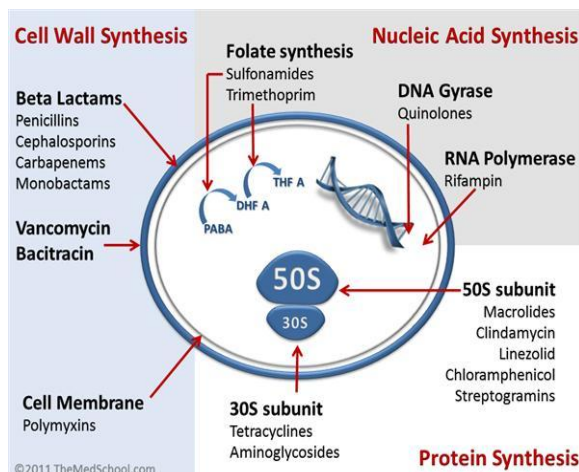 Cell Wall Synthesis
Nucleic Acid Synthesis
Folate synthesis
Sulfonamides
Trimethoprim
Beta Lactams
Penicillins
Cephalosporins
Carbapenems
Monobactams
DNA Gyrase
Quinolones
RNA Polymerase
Rifampin
THF A
DHF A
PABA
Vancomycin
Bacitracin
50S
30S
50S subunit
Macrolides
Clindamycin
Linezolid
Chloramphenicol
Streptogramins
Cell Membrane
Polymyxins
30S subunit
Tetracyclines
Aminoglycosides
Protein Synthesis
©2011 TheMedSchool.com